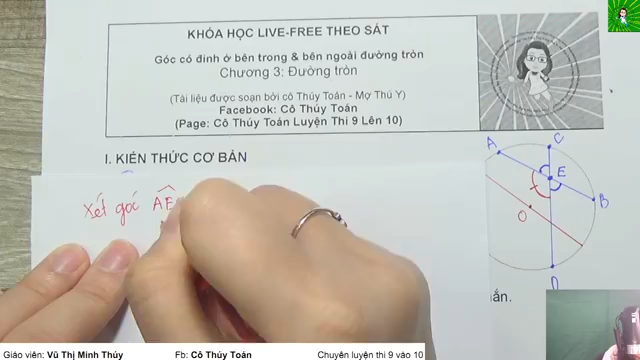 KHÓA HỌC LIVE-FREE THEO SÁT
Góc có đỉnh ở bên trong & bên ngoài đường tròn
Chương 3: Đường tròn
(Tài liệu được soạn bởi cô Thúy Toán - Mợ Thú Y)
Facebook: Cô Thúy Toán
(Page: Cô Thúy Toán Luyện Thi 9 Lên 10)
I. KIẾN THỨC CƠ BẢN
A
C
E
B
O
D
xét góc AE
ắn.
Giáo viên: Vũ Thị Minh Thúy
Fb: Cô Thúy Toán
Chuyên luyện thi 9 vào 10